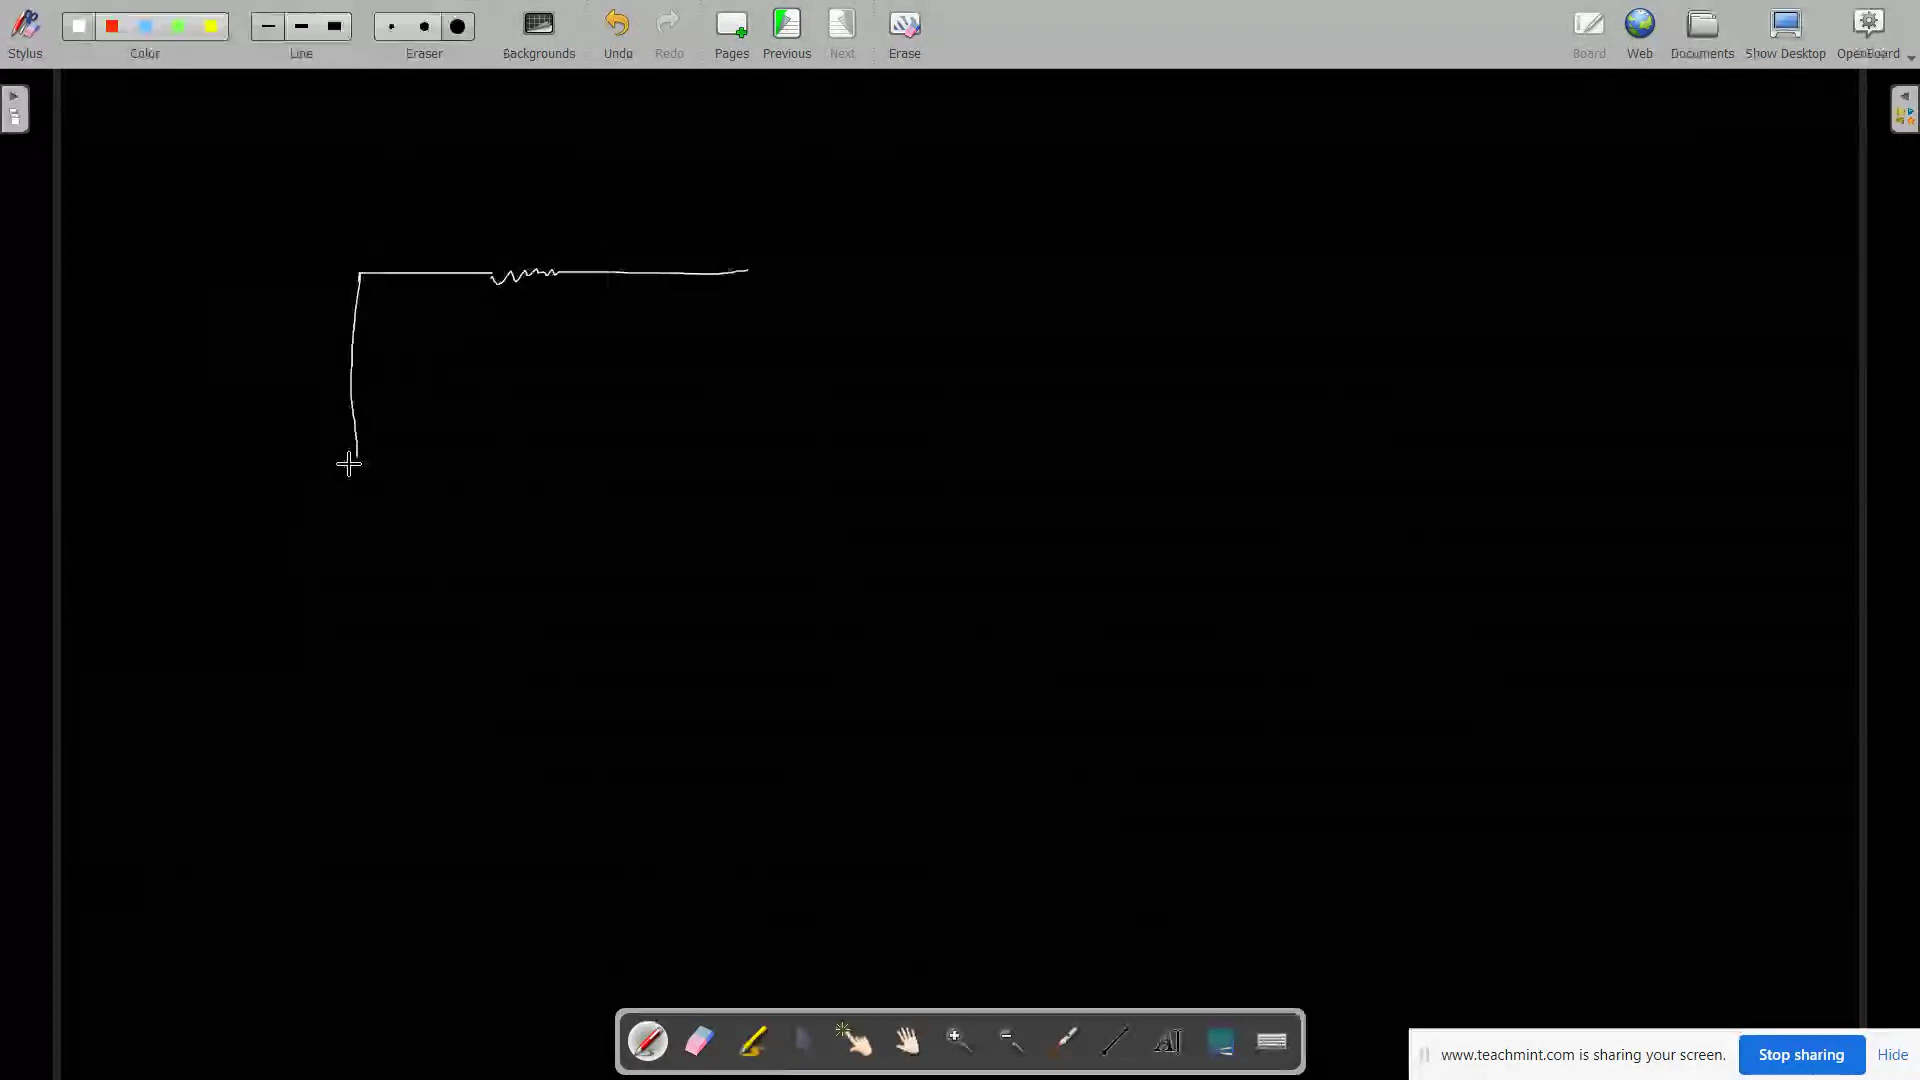 Stylus
Color
Line
Eraser
Backgrounds
Undo
Redo
Pages
Previous
Next
Erase
Board
Web
Documents
Show Desktop
OpenBoard
www.teachmint.com is sharing your screen.
Stop sharing
Hide